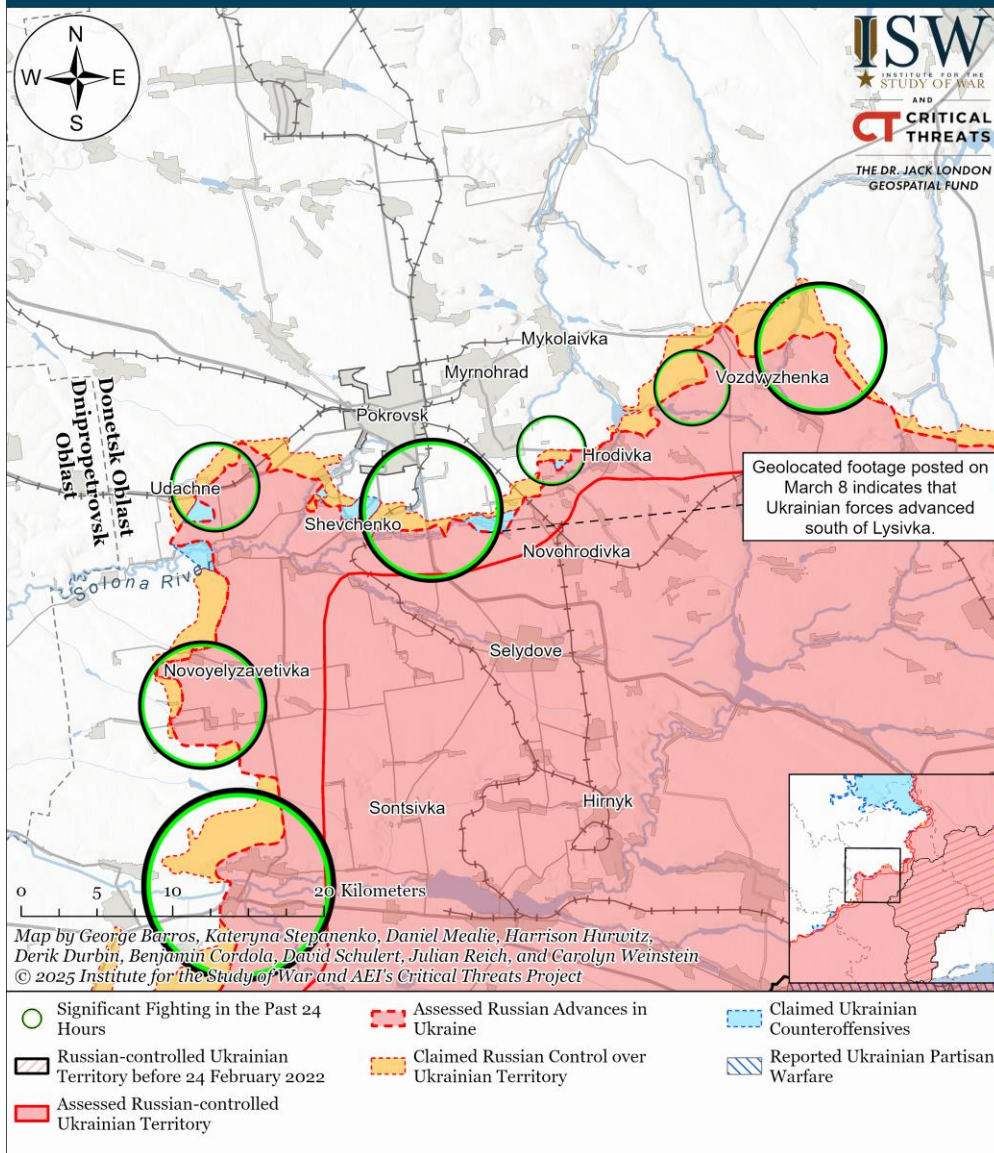 N
W E
S
ISW
INSTITUTE FOR THE
STUDY OF WAR
AND
CT CRITICAL
THREATS
THE DR. JACK LONDON
GEOSPATIAL FUND
Mykolaivka
Myrnohrad
Vozdvyzhenka
Pokrovsk
Donetsk Oblast
Dnipropetrovsk
Oblast
Hrodivka
Udachne
Geolocated footage posted on
March 8 indicates that
Ukrainian forces advanced
south of Lysivka.
Shevchenko
Novohrodivka
Solona River
Selydove
Novoyelyzavetivka
Sontsivka
Hirnyk
0 5 10 20 Kilometers
Map by George Barros, Kateryna Stepanenko, Daniel Mealie, Harrison Hurwitz,
Derik Durbin, Benjamin Cordola, David Schulert, Julian Reich, and Carolyn Weinstein
© 2025 Institute for the Study of War and AEI's Critical Threats Project
Significant Fighting in the Past 24
Hours
Russian-controlled Ukrainian
Territory before 24 February 2022
Assessed Russian-controlled
Ukrainian Territory
Assessed Russian Advances in
Ukraine
Claimed Russian Control over
Ukrainian Territory
Claimed Ukrainian
Counteroffensives
Reported Ukrainian Partisan
Warfare